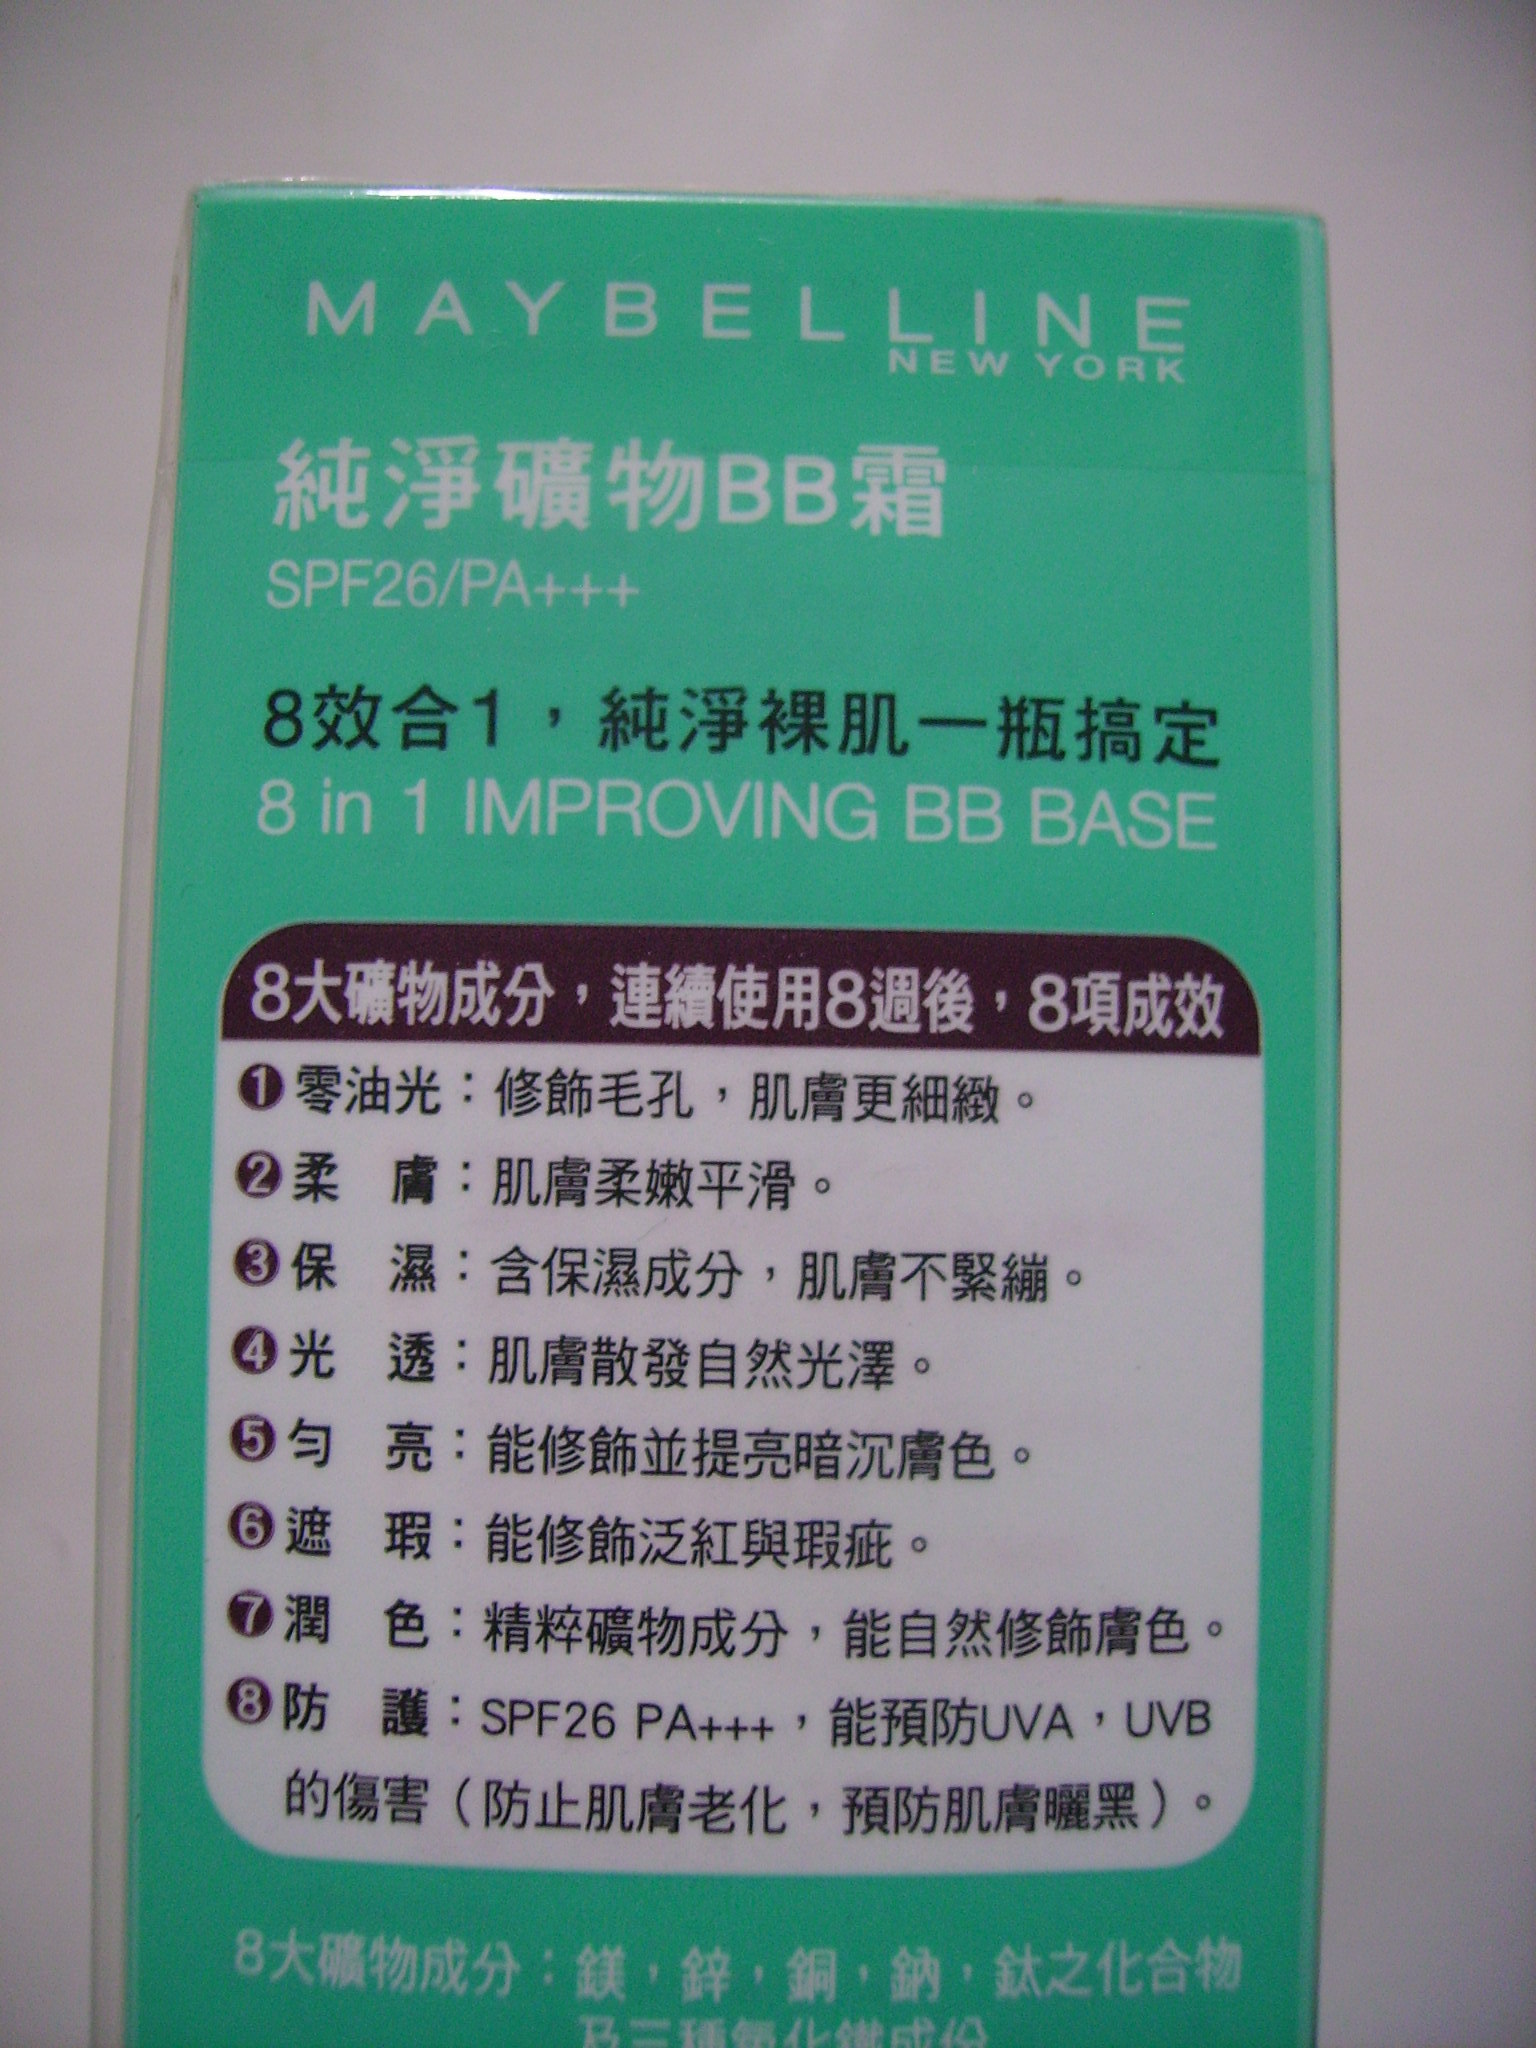 MAYBELLINE
NEW YORK
純淨礦物BB霜
SPF26/PA+++
8效合1，純淨裸肌一瓶搞定
8 in 1 IMPROVING BB BASE
8大礦物成分，連續使用8週後，8項成效
❶零油光：修飾毛孔，肌膚更細緻。
❷柔　膚：肌膚柔嫩平滑。
❸保　濕：含保濕成分，肌膚不緊繃。
❹光　透：肌膚散發自然光澤。
❺勻　亮：能修飾並提亮暗沉膚色。
❻遮　瑕：能修飾泛紅與瑕疵。
❼潤　色：精粹礦物成分，能自然修飾膚色。
❽防　護：SPF26 PA+++，能預防UVA，UVB
的傷害（防止肌膚老化，預防肌膚曬黑）。
8大礦物成分：鎂，鋅，銅，鈉，鈦之化合物
及三種氧化鐵成份